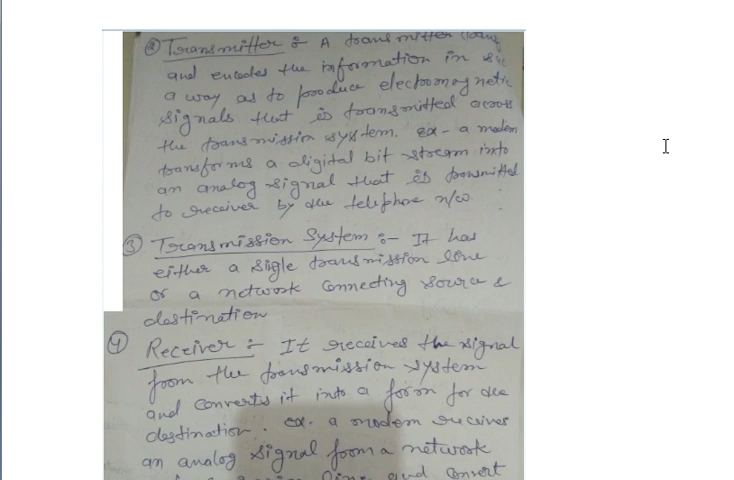 ② Transmitter :- A transmitter
and encodes the information in such
a way as to produce electromagnetic
signals that is transmitted across
the transmission system. ex - a modem
transforms a digital bit stream into
an analog signal that is transmitted
to receiver by the telephone n/w.
③ Transmission System :- It has
either a single transmission line
or a network connecting source &
destination
④ Receiver :- It receives the signal
from the transmission system
and converts it into a form for the
destination. ex. a modem receives
an analog signal from a network
line and convert